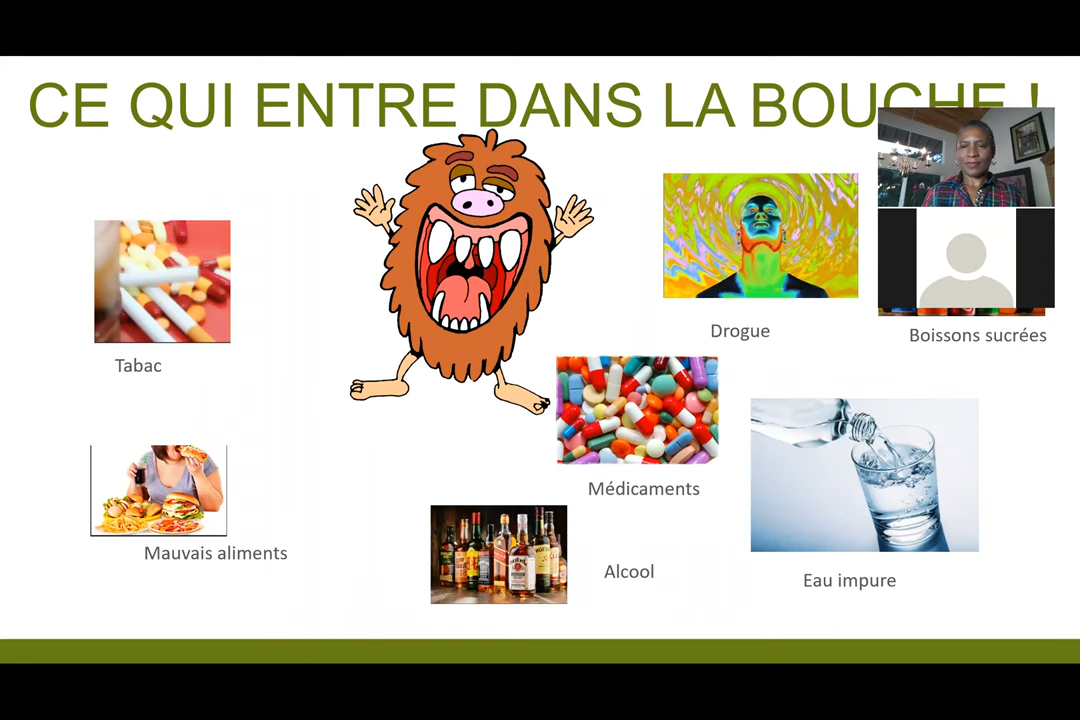 CE QUI ENTRE DANS LA BOUCHE !
Tabac
Drogue
Boissons sucrées
Médicaments
Mauvais aliments
Alcool
Eau impure